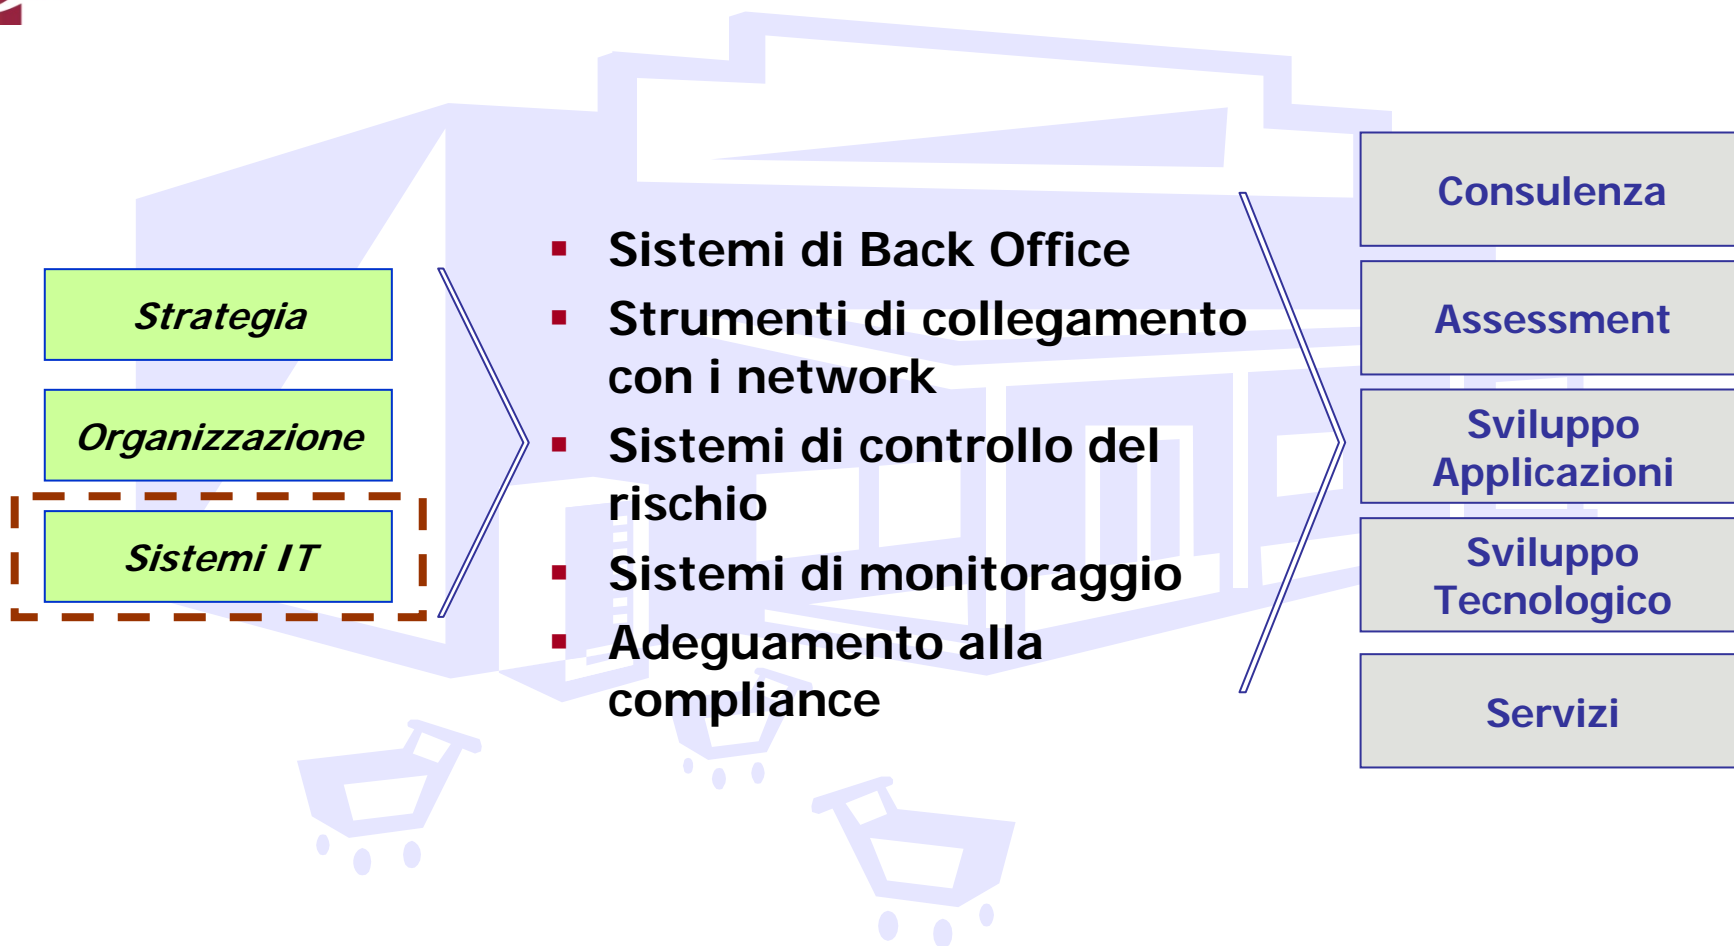 Strategia
Organizzazione
Sistemi IT
Sistemi di Back Office
Strumenti di collegamento
con i network
Sistemi di controllo del
rischio
Sistemi di monitoraggio
Adeguamento alla
compliance
Consulenza
Assessment
Sviluppo
Applicazioni
Sviluppo
Tecnologico
Servizi